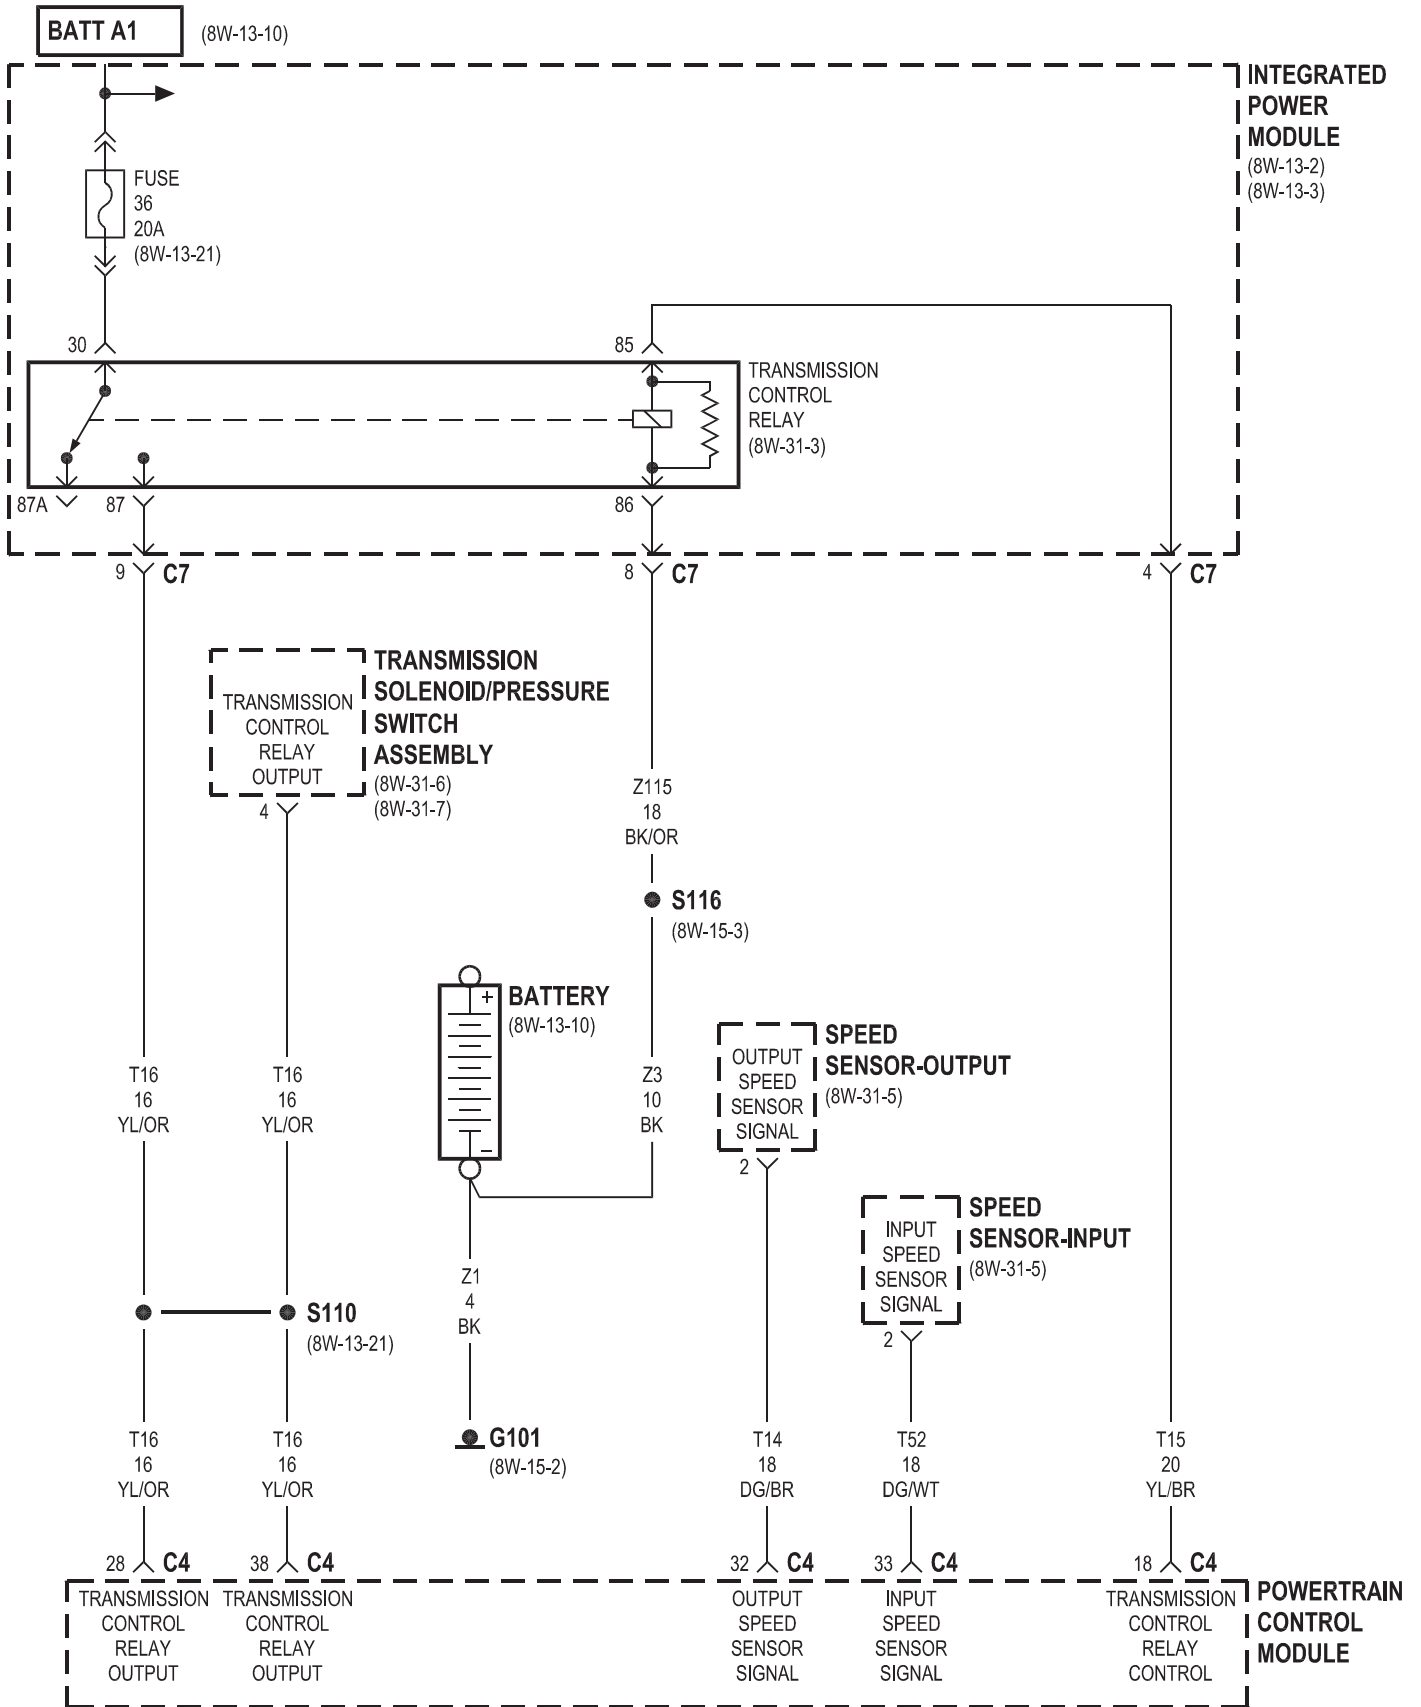 BATT A1
(8W-13-10)
INTEGRATED
POWER
MODULE
(8W-13-2)
(8W-13-3)
FUSE
36
20A
(8W-13-21)
30
85
TRANSMISSION
CONTROL
RELAY
(8W-31-3)
87A
87
86
9
C7
8
C7
4
C7
TRANSMISSION
CONTROL
RELAY
OUTPUT
TRANSMISSION
SOLENOID/PRESSURE
SWITCH
ASSEMBLY
(8W-31-6)
(8W-31-7)
4
Z115
18
BK/OR
S116
(8W-15-3)
+
−
BATTERY
(8W-13-10)
OUTPUT
SPEED
SENSOR
SIGNAL
SPEED
SENSOR-OUTPUT
(8W-31-5)
2
T16
16
YL/OR
T16
16
YL/OR
Z3
10
BK
INPUT
SPEED
SENSOR
SIGNAL
SPEED
SENSOR-INPUT
(8W-31-5)
2
Z1
4
BK
S110
(8W-13-21)
G101
(8W-15-2)
T16
16
YL/OR
T16
16
YL/OR
T14
18
DG/BR
T52
18
DG/WT
T15
20
YL/BR
28
C4
38
C4
32
C4
33
C4
18
C4
TRANSMISSION
CONTROL
RELAY
OUTPUT
TRANSMISSION
CONTROL
RELAY
OUTPUT
OUTPUT
SPEED
SENSOR
SIGNAL
INPUT
SPEED
SENSOR
SIGNAL
TRANSMISSION
CONTROL
RELAY
CONTROL
POWERTRAIN
CONTROL
MODULE